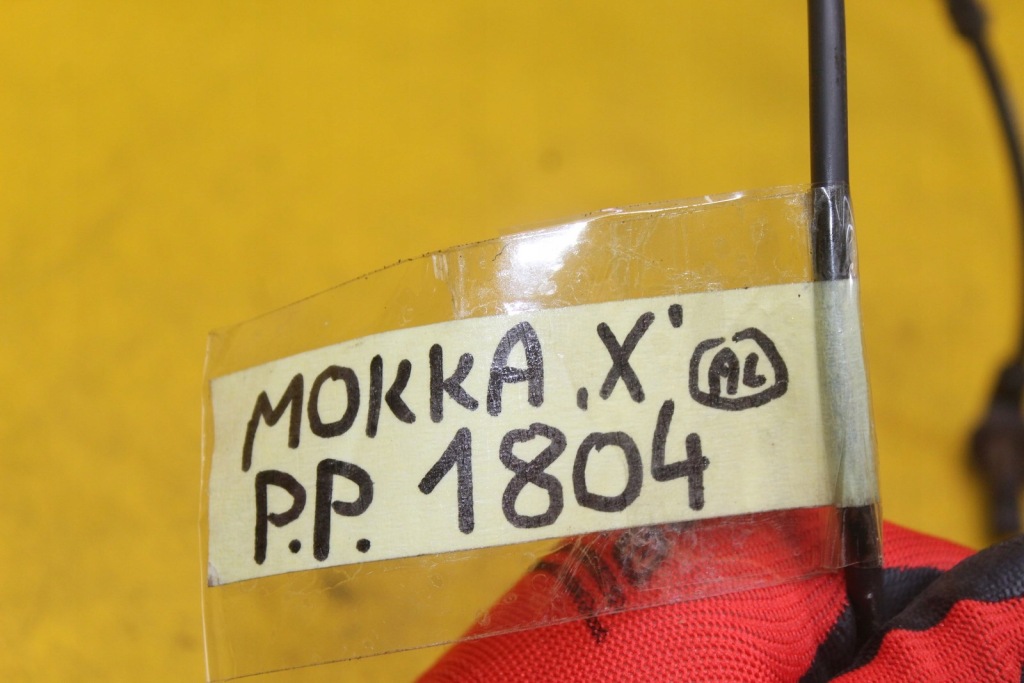 MOKKA ,X' AL
P.P. 1804